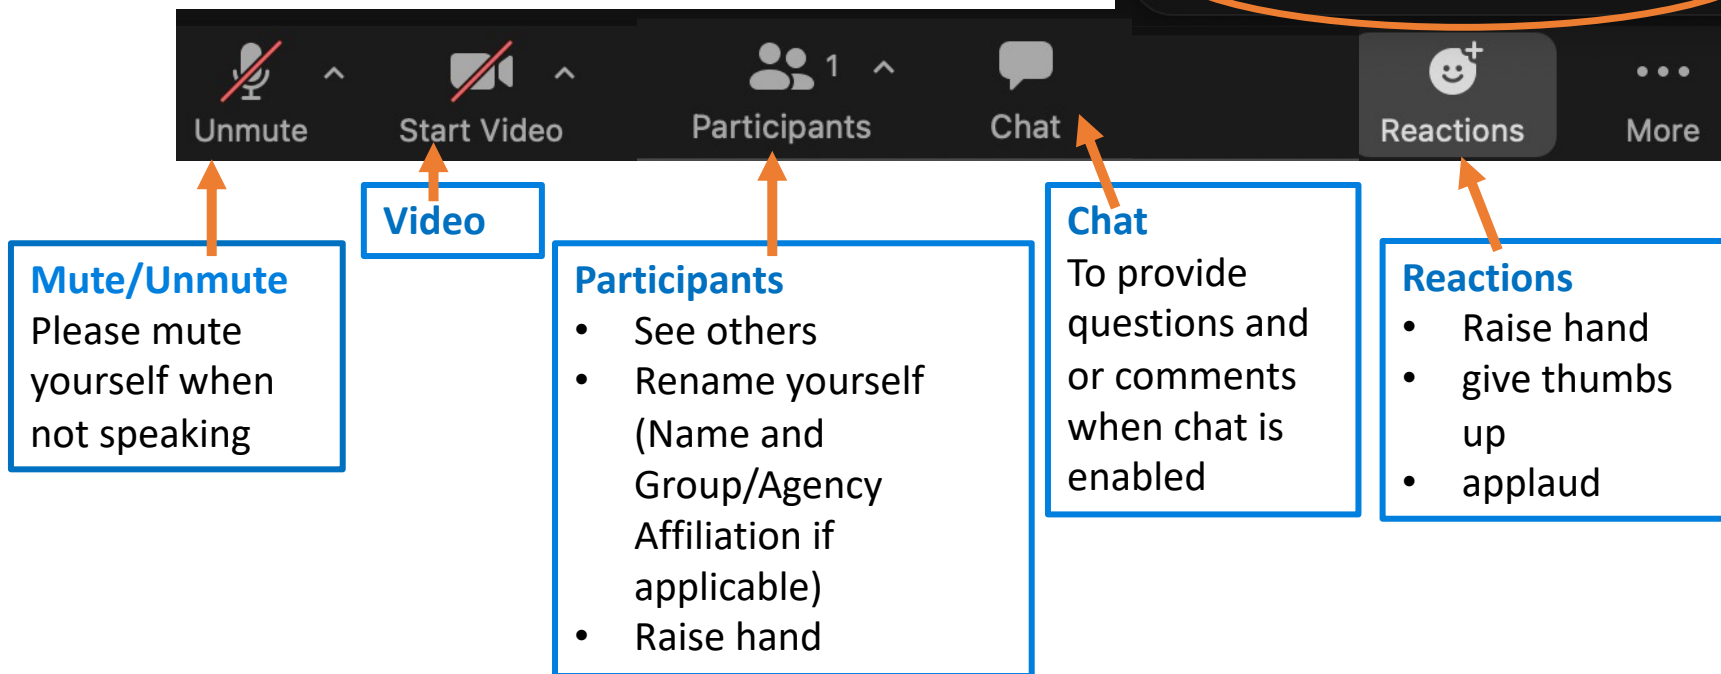 Unmute
Start Video
1
Participants
Chat
Reactions
More
Mute/Unmute
Please mute
yourself when
not speaking
Video
Participants
• See others
• Rename yourself
(Name and
Group/Agency
Affiliation if
applicable)
• Raise hand
Chat
To provide
questions and
or comments
when chat is
enabled
Reactions
• Raise hand
• give thumbs
up
• applaud